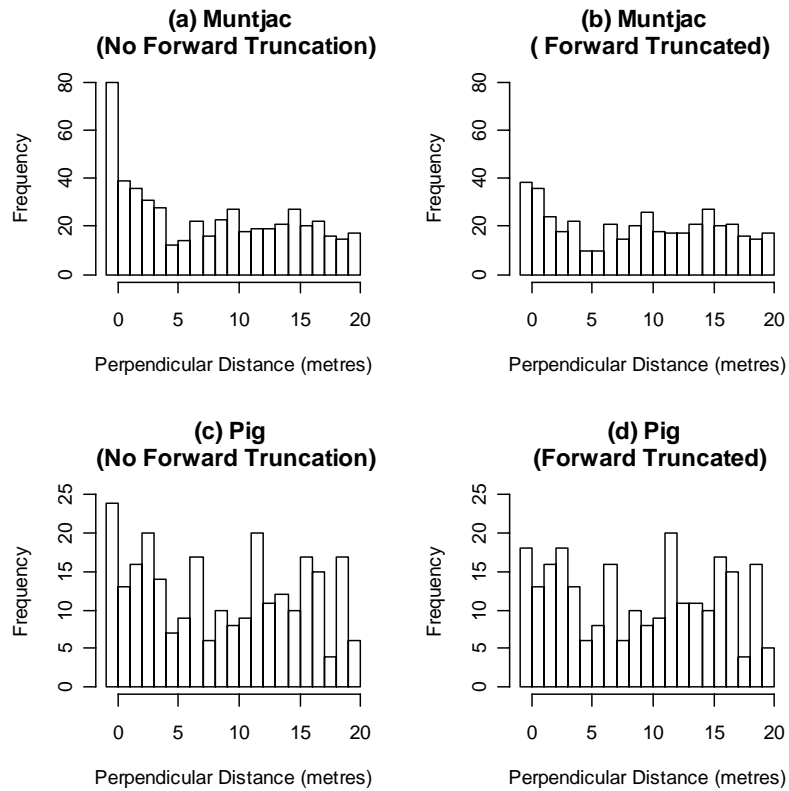 (a) Muntjac
(No Forward Truncation)
Frequency
0 20 40 60 80
0 5 10 15 20
Perpendicular Distance (metres)
(b) Muntjac
( Forward Truncated)
Frequency
0 20 40 60 80
0 5 10 15 20
Perpendicular Distance (metres)
(c) Pig
(No Forward Truncation)
Frequency
0 5 10 15 20 25
0 5 10 15 20
Perpendicular Distance (metres)
(d) Pig
(Forward Truncated)
Frequency
0 5 10 15 20 25
0 5 10 15 20
Perpendicular Distance (metres)